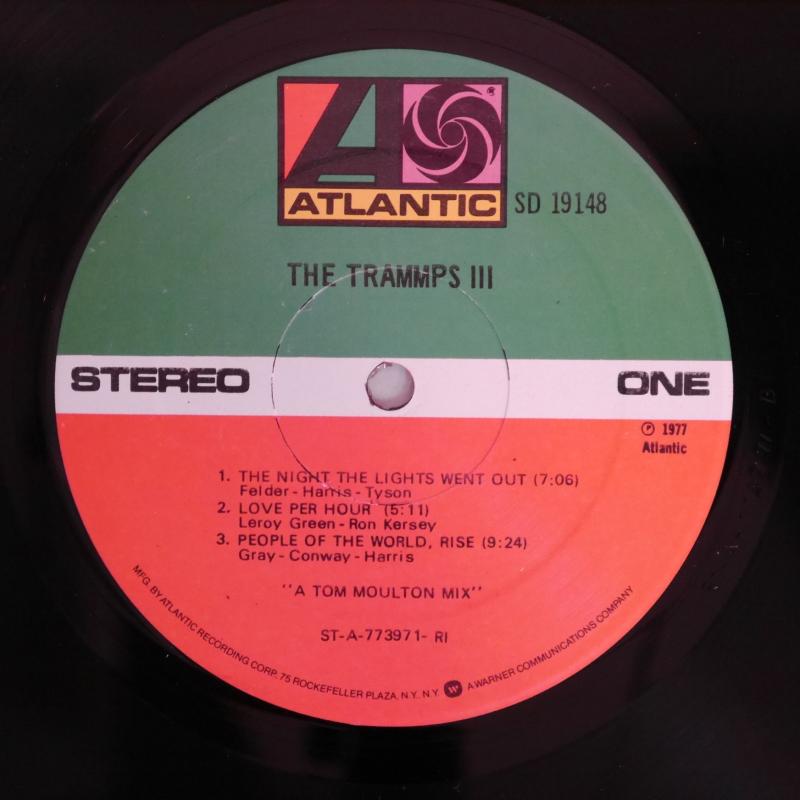 ATLANTIC
SD 19148
THE TRAMMPS III
STEREO
ONE
℗ 1977
Atlantic
1. THE NIGHT THE LIGHTS WENT OUT (7:06)
Felder - Harris - Tyson
2. LOVE PER HOUR (5:11)
Leroy Green - Ron Kersey
3. PEOPLE OF THE WORLD, RISE (9:24)
Gray - Conway - Harris
"A TOM MOULTON MIX"
ST-A-773971- RI
MFG. BY ATLANTIC RECORDING CORP. 75 ROCKEFELLER PLAZA, N.Y. N.Y. W A WARNER COMMUNICATIONS COMPANY